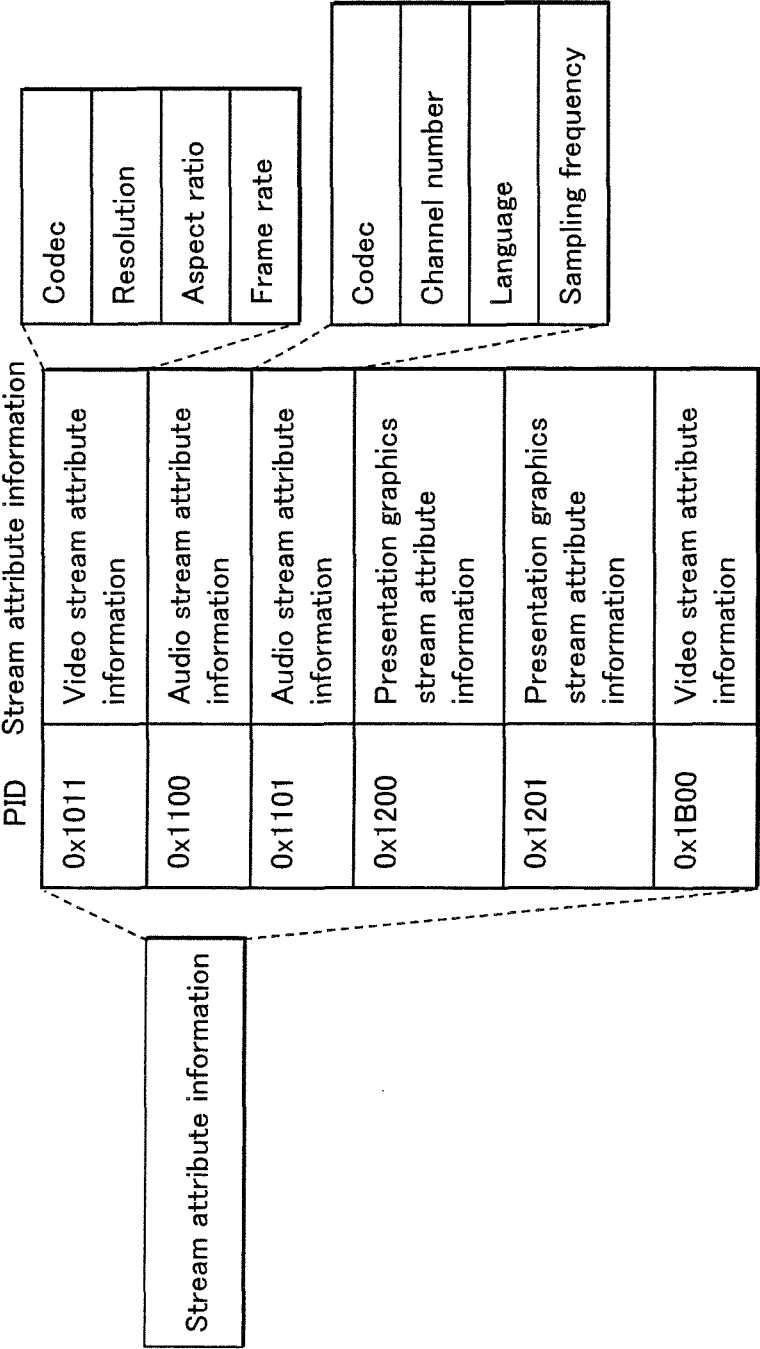 Stream attribute information
PID
Stream attribute information
0x1011
Video stream attribute
information
0x1100
Audio stream attribute
information
0x1101
Audio stream attribute
information
0x1200
Presentation graphics
stream attribute
information
0x1201
Presentation graphics
stream attribute
information
0x1B00
Video stream attribute
information
Codec
Resolution
Aspect ratio
Frame rate
Codec
Channel number
Language
Sampling frequency